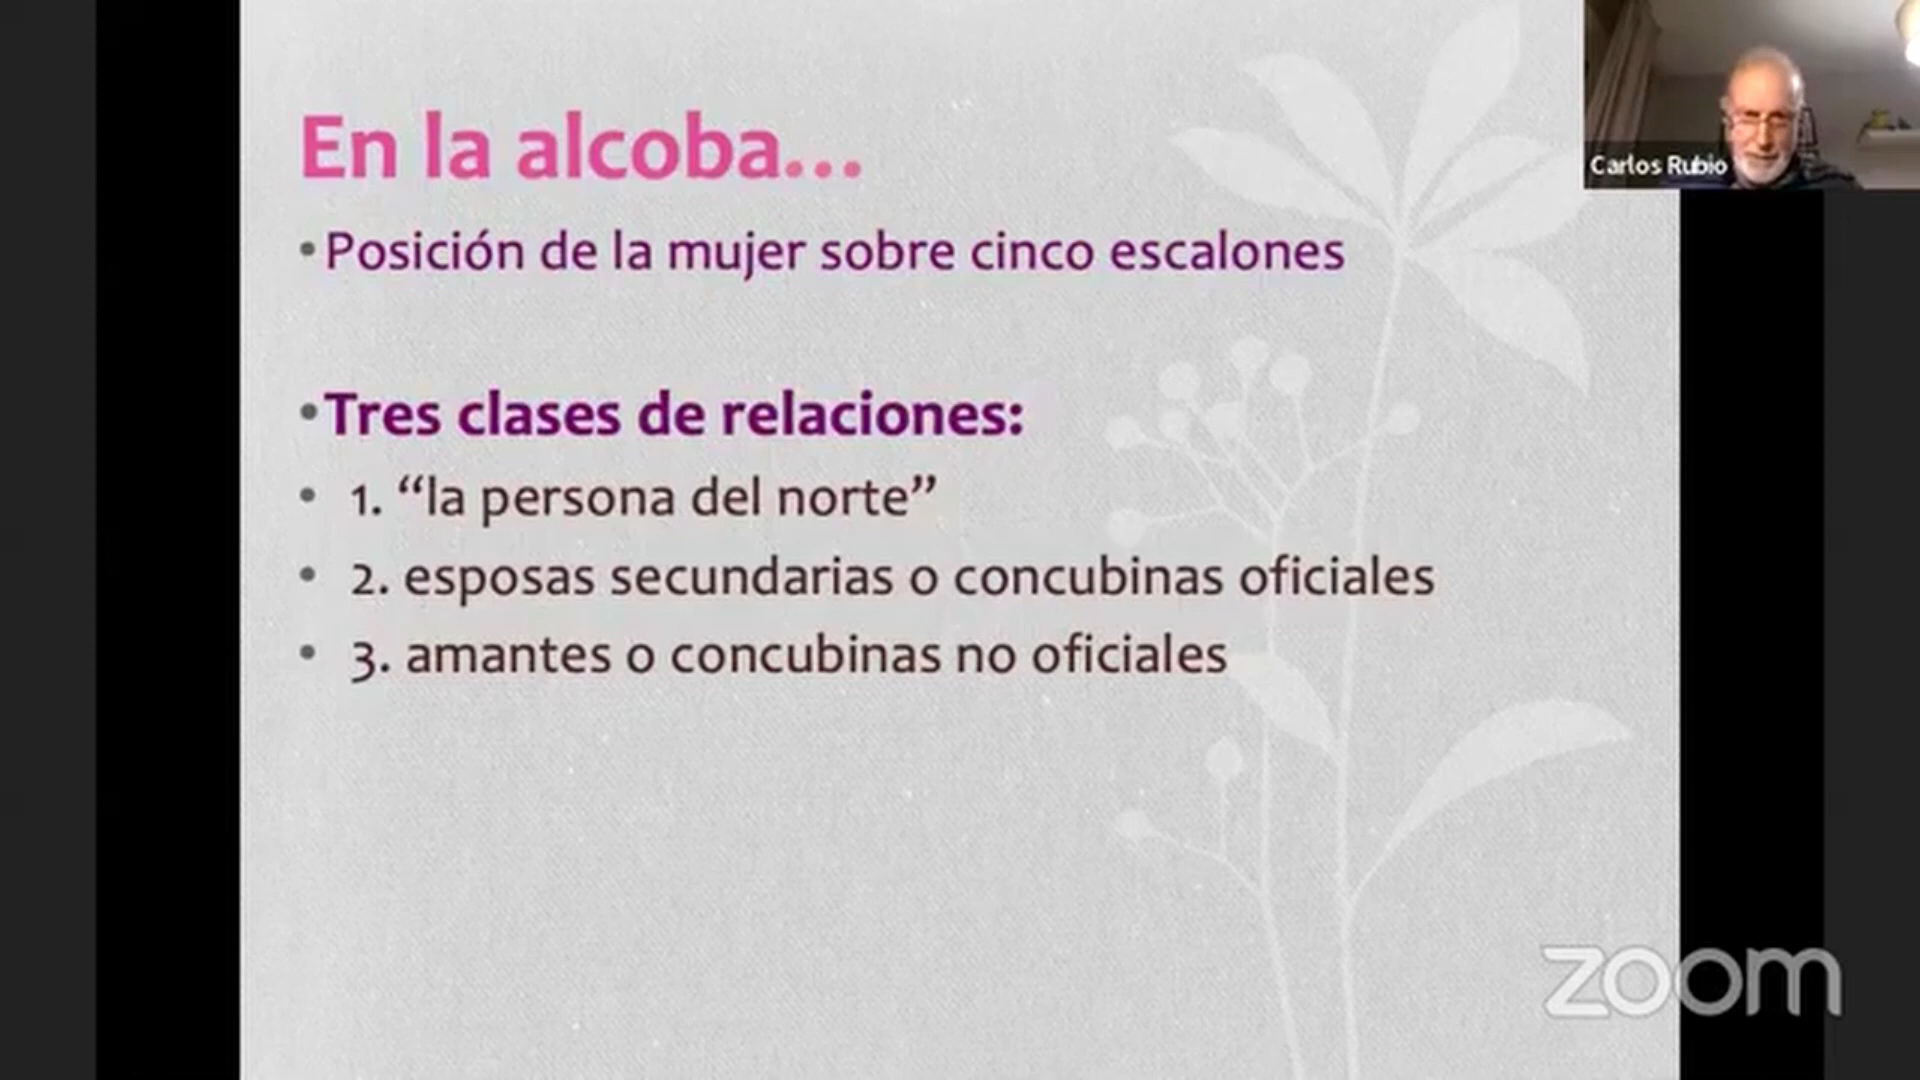 En la alcoba...
• Posición de la mujer sobre cinco escalones
• Tres clases de relaciones:
• 1. “la persona del norte”
• 2. esposas secundarias o concubinas oficiales
• 3. amantes o concubinas no oficiales
Carlos Rubio
zoom